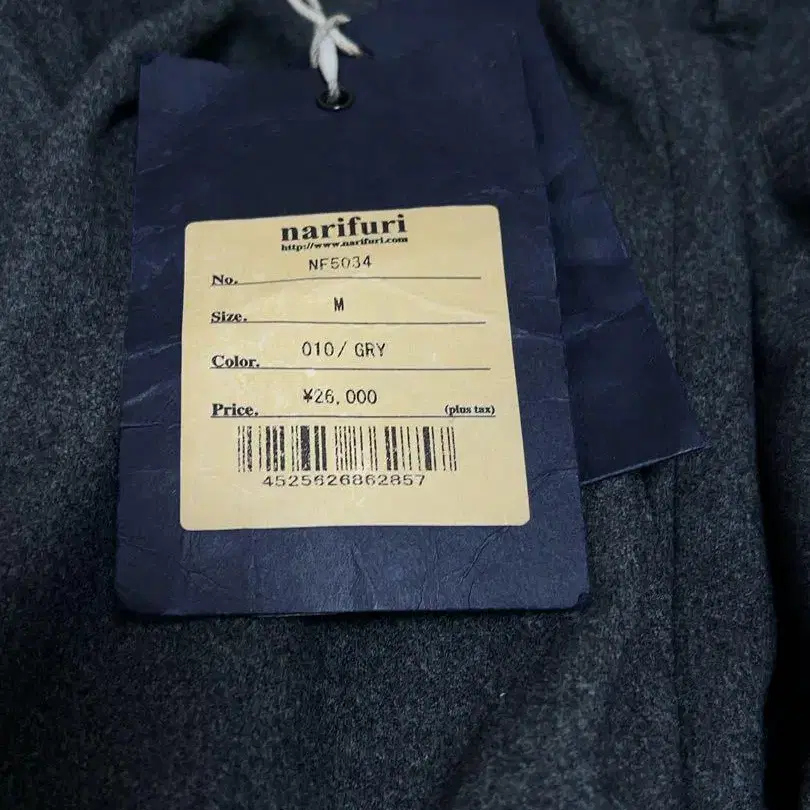 narifuri
http://www.narifuri.com
No. NF5034
Size. M
Color. 010/ GRY
Price. ¥26,000 (plus tax)
4525626862857